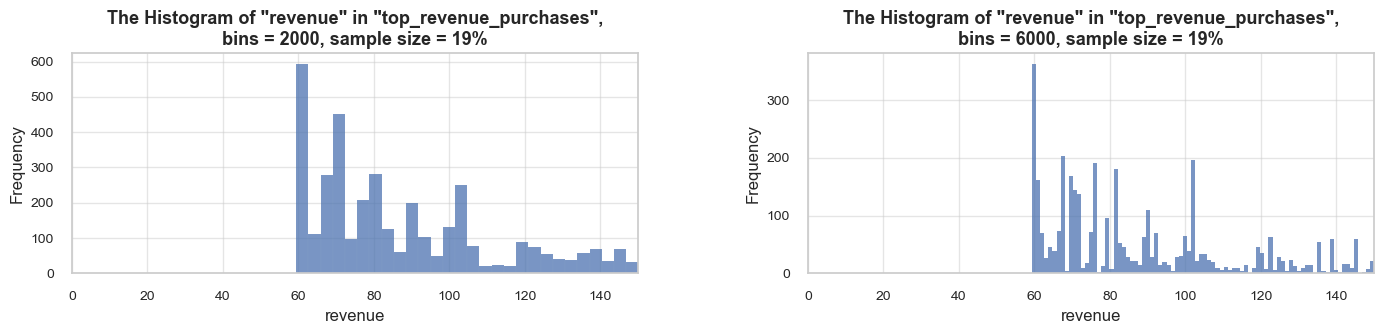 The Histogram of "revenue" in "top_revenue_purchases",
bins = 2000, sample size = 19%
600
500
400
300
200
100
0
Frequency
0 20 40 60 80 100 120 140
revenue
The Histogram of "revenue" in "top_revenue_purchases",
bins = 6000, sample size = 19%
300
200
100
0
Frequency
0 20 40 60 80 100 120 140
revenue